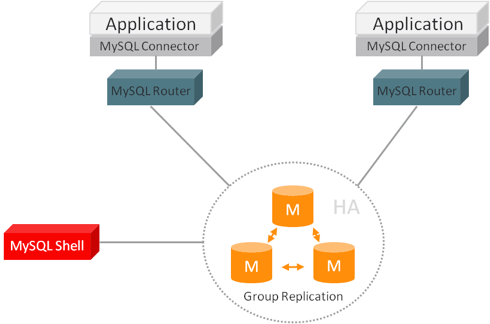 Application
MySQL Connector
MySQL Router
Application
MySQL Connector
MySQL Router
HA
M
MySQL Shell
M
M
Group Replication